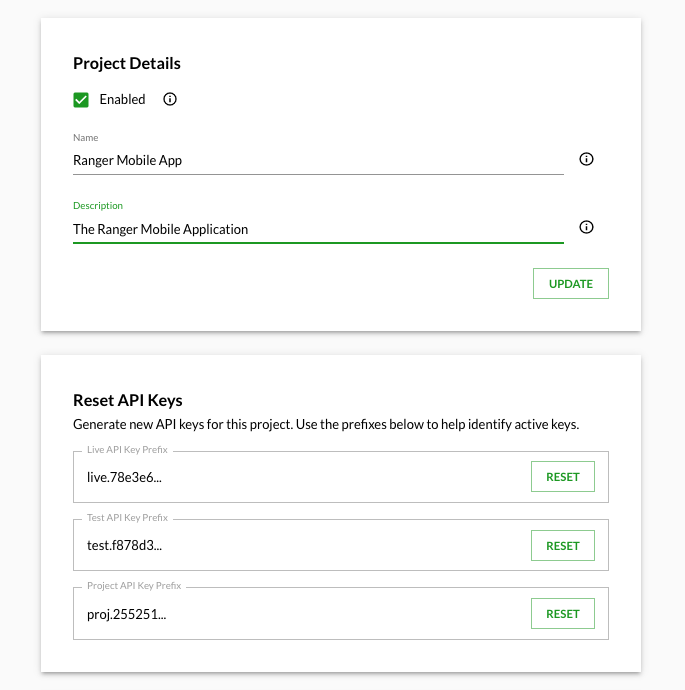 Project Details
Enabled
Name
Ranger Mobile App
Description
The Ranger Mobile Application
UPDATE
Reset API Keys
Generate new API keys for this project. Use the prefixes below to help identify active keys.
Live API Key Prefix
live.78e3e6...
RESET
Test API Key Prefix
test.f878d3...
RESET
Project API Key Prefix
proj.255251...
RESET